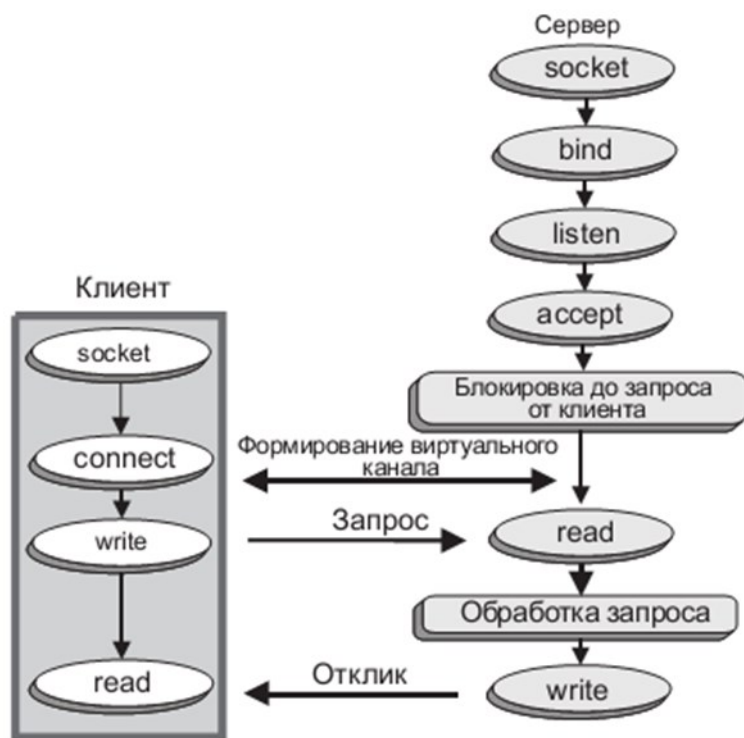 Сервер
socket
bind
listen
accept
Блокировка до запроса
от клиента
Клиент
socket
connect
write
read
Формирование виртуального
канала
Запрос
read
Обработка запроса
Отклик
write